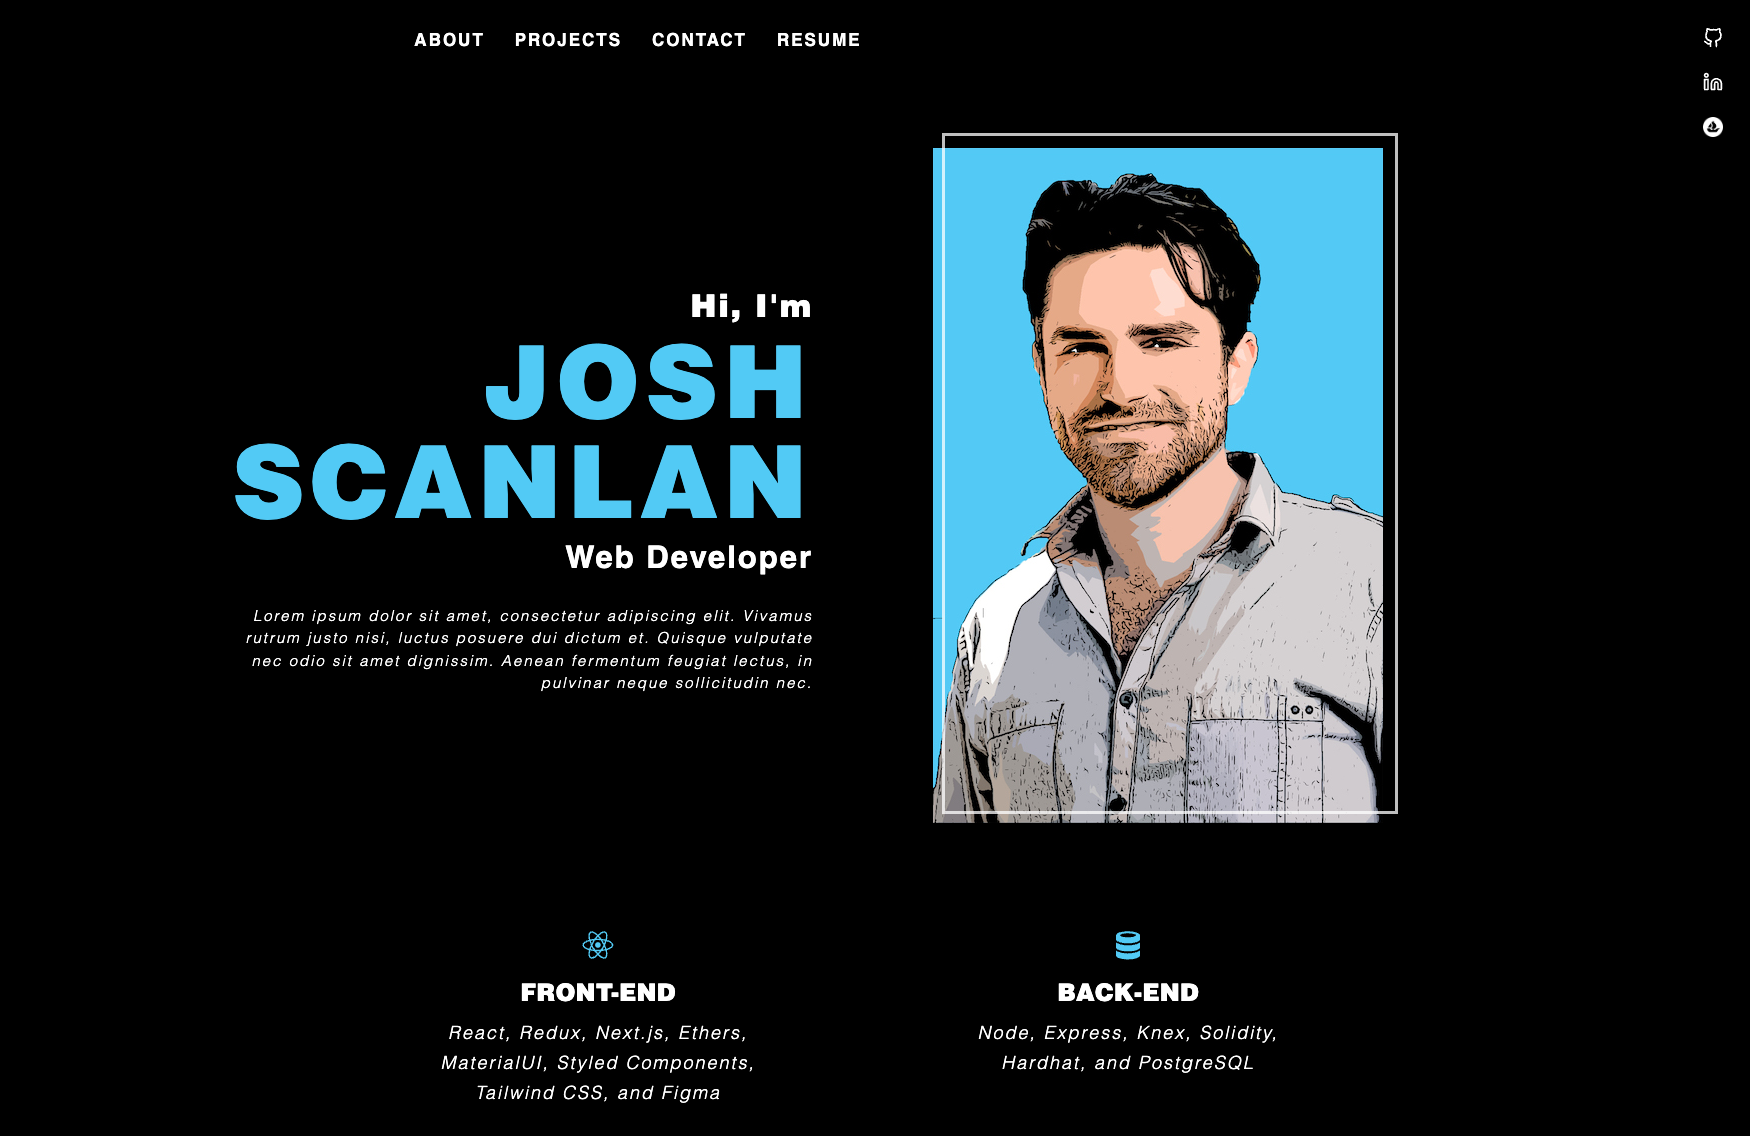 ABOUT PROJECTS CONTACT RESUME
Hi, I'm
JOSH
SCANLAN
Web Developer
Lorem ipsum dolor sit amet, consectetur adipiscing elit. Vivamus
rutrum justo nisi, luctus posuere dui dictum et. Quisque vulputate
nec odio sit amet dignissim. Aenean fermentum feugiat lectus, in
pulvinar neque sollicitudin nec.
FRONT-END
React, Redux, Next.js, Ethers,
MaterialUI, Styled Components,
Tailwind CSS, and Figma
BACK-END
Node, Express, Knex, Solidity,
Hardhat, and PostgreSQL